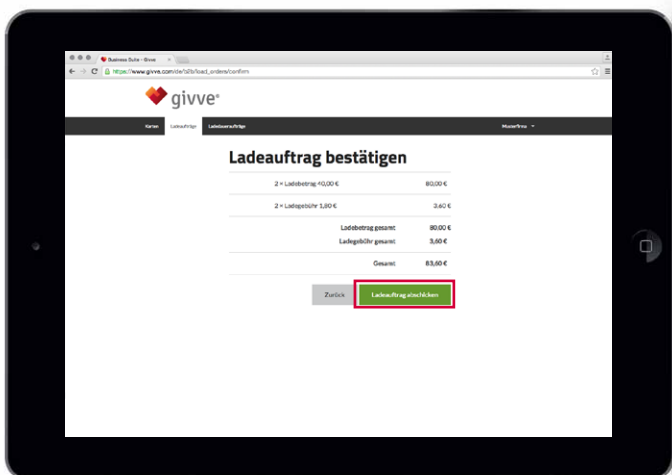 Business Suite - Givve
https://www.givve.com/de/b2b/load_orders/confirm
givve®
Karten Ladeaufträge Ladedaueraufträge Musterfirma
Ladeauftrag bestätigen
2 × Ladebetrag 40,00 € 80,00 €
2 × Ladegebühr 1,80 € 3,60 €
Ladebetrag gesamt 80,00 €
Ladegebühr gesamt 3,60 €
Gesamt 83,60 €
Zurück Ladeauftrag abschicken